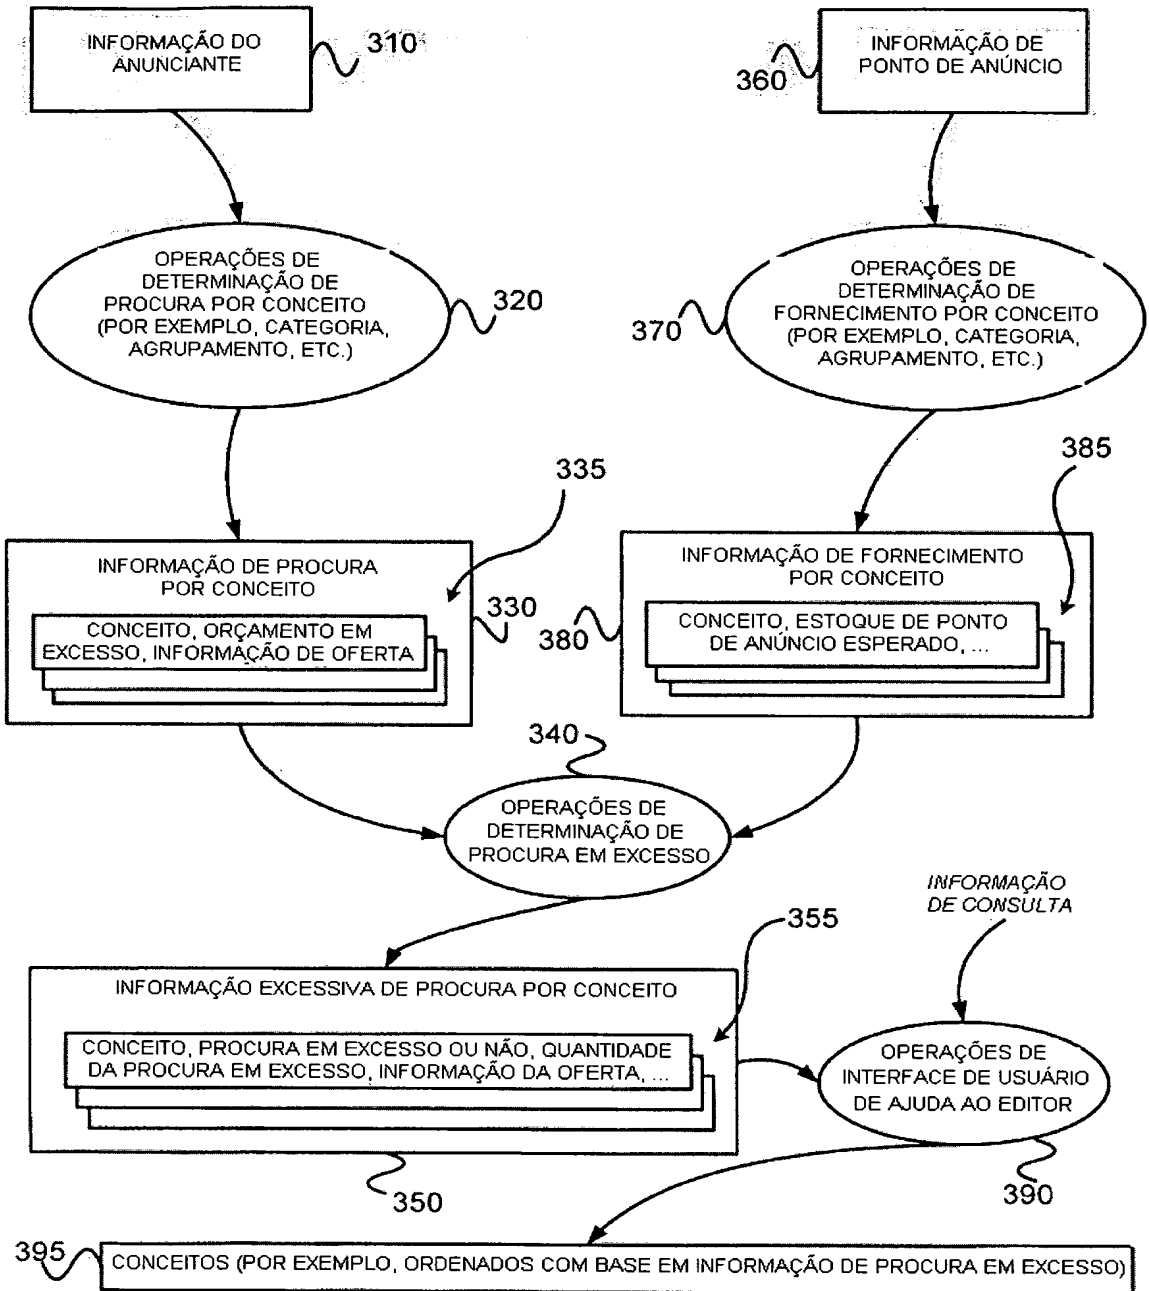 INFORMAÇÃO DO
ANUNCIANTE
310
INFORMAÇÃO DE
PONTO DE ANÚNCIO
360
OPERAÇÕES DE
DETERMINAÇÃO DE
PROCURA POR CONCEITO
(POR EXEMPLO, CATEGORIA,
AGRUPAMENTO, ETC.)
320
OPERAÇÕES DE
DETERMINAÇÃO DE
FORNECIMENTO POR CONCEITO
(POR EXEMPLO, CATEGORIA,
AGRUPAMENTO, ETC.)
370
335
385
INFORMAÇÃO DE PROCURA
POR CONCEITO
CONCEITO, ORÇAMENTO EM
EXCESSO, INFORMAÇÃO DE OFERTA
330
INFORMAÇÃO DE FORNECIMENTO
POR CONCEITO
CONCEITO, ESTOQUE DE PONTO
DE ANÚNCIO ESPERADO, ...
380
340
OPERAÇÕES DE
DETERMINAÇÃO DE
PROCURA EM EXCESSO
INFORMAÇÃO
DE CONSULTA
355
INFORMAÇÃO EXCESSIVA DE PROCURA POR CONCEITO
CONCEITO, PROCURA EM EXCESSO OU NÃO, QUANTIDADE
DA PROCURA EM EXCESSO, INFORMAÇÃO DA OFERTA, ...
350
OPERAÇÕES DE
INTERFACE DE USUÁRIO
DE AJUDA AO EDITOR
390
395
CONCEITOS (POR EXEMPLO, ORDENADOS COM BASE EM INFORMAÇÃO DE PROCURA EM EXCESSO)